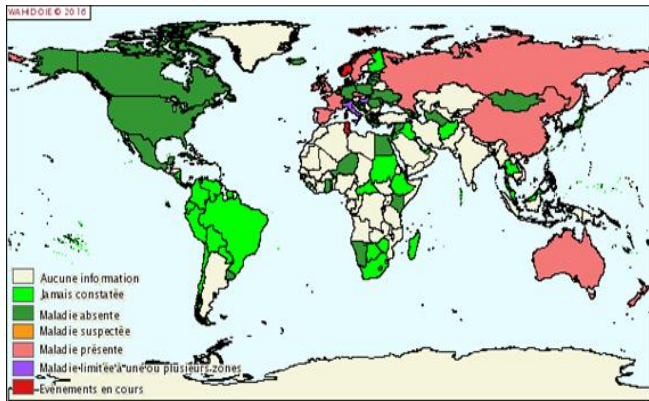 WAHID OIE © 2016
Aucune information
Jamais constatée
Maladie absente
Maladie suspectée
Maladie présente
Maladie limitée à une ou plusieurs zones
Evénements en cours